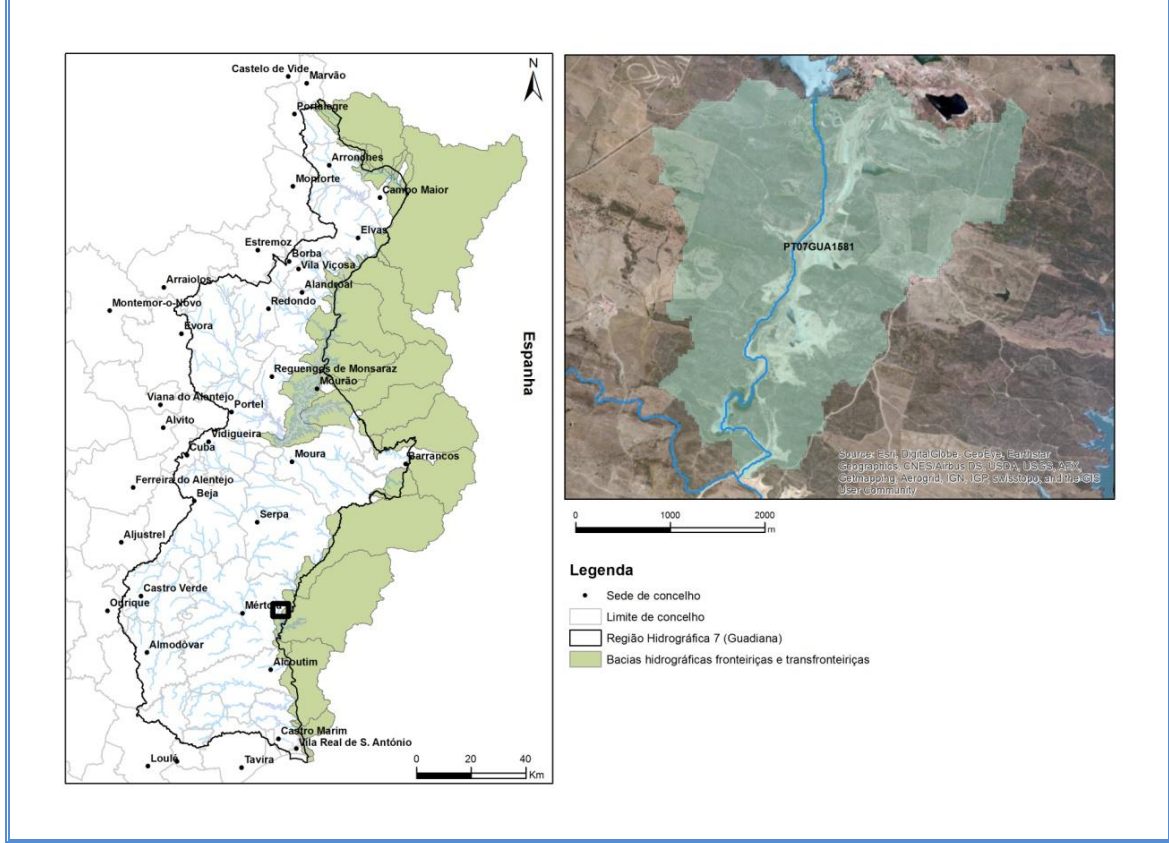 Castelo de Vide
Marvão
N
Portalegre
Arronches
Monforte
Campo Maior
Elvas
Estremoz
Borba
Vila Viçosa
Arraiolos
Alandroal
Montemor-o-Novo
Redondo
Évora
Espanha
Reguengos de Monsaraz
Mourão
Viana do Alentejo
Portel
Alvito
Vidigueira
Cuba
Moura
Barrancos
Ferreira do Alentejo
Beja
Serpa
Aljustrel
Castro Verde
Ourique
Mértola
Almodôvar
Alcoutim
Castro Marim
Vila Real de S. António
Loulé
Tavira
0 20 40
Km
PT07GUA1581
Source: Esri, DigitalGlobe, GeoEye, Earthstar
Geographics, CNES/Airbus DS, USDA, USGS, AEX,
Getmapping, Aerogrid, IGN, IGP, swisstopo, and the GIS
User Community
0 1000 2000
m
Legenda
Sede de concelho
Limite de concelho
Região Hidrográfica 7 (Guadiana)
Bacias hidrográficas fronteiriças e transfronteiriças